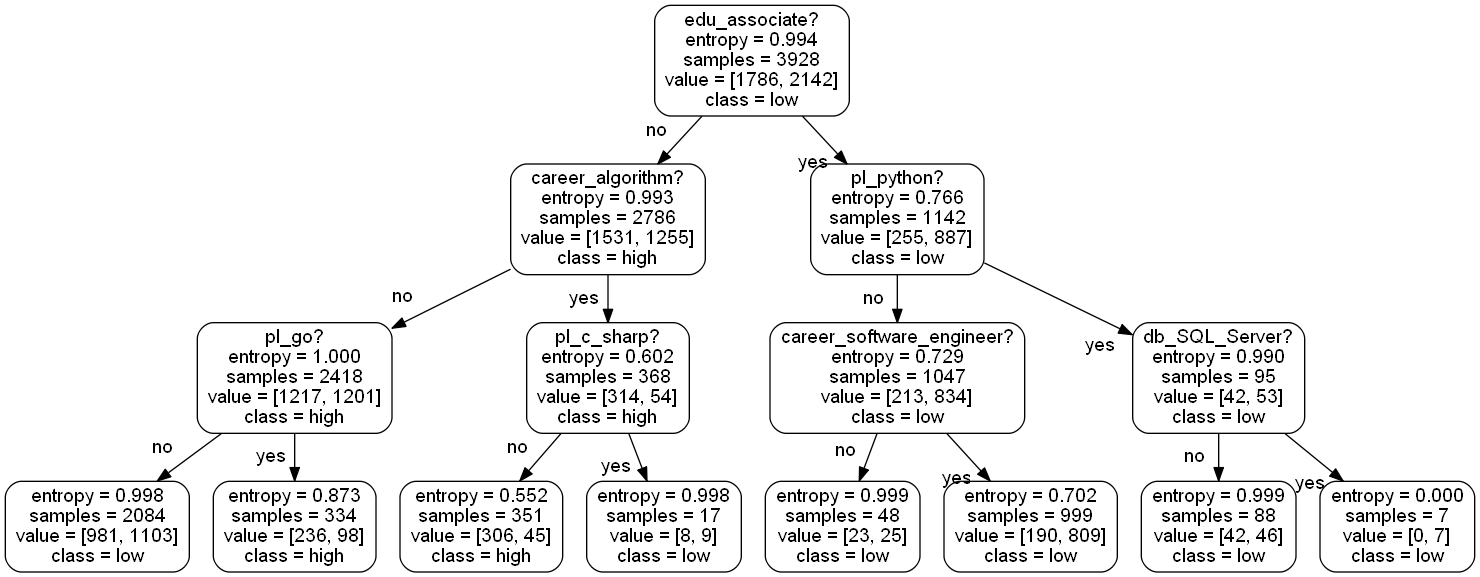 edu_associate?
entropy = 0.994
samples = 3928
value = [1786, 2142]
class = low
no
yes
career_algorithm?
entropy = 0.993
samples = 2786
value = [1531, 1255]
class = high
pl_python?
entropy = 0.766
samples = 1142
value = [255, 887]
class = low
no
yes
no
yes
pl_go?
entropy = 1.000
samples = 2418
value = [1217, 1201]
class = high
pl_c_sharp?
entropy = 0.602
samples = 368
value = [314, 54]
class = high
career_software_engineer?
entropy = 0.729
samples = 1047
value = [213, 834]
class = low
db_SQL_Server?
entropy = 0.990
samples = 95
value = [42, 53]
class = low
no
yes
no
yes
no
yes
no
yes
entropy = 0.998
samples = 2084
value = [981, 1103]
class = low
entropy = 0.873
samples = 334
value = [236, 98]
class = high
entropy = 0.552
samples = 351
value = [306, 45]
class = high
entropy = 0.998
samples = 17
value = [8, 9]
class = low
entropy = 0.999
samples = 48
value = [23, 25]
class = low
entropy = 0.702
samples = 999
value = [190, 809]
class = low
entropy = 0.999
samples = 88
value = [42, 46]
class = low
entropy = 0.000
samples = 7
value = [0, 7]
class = low